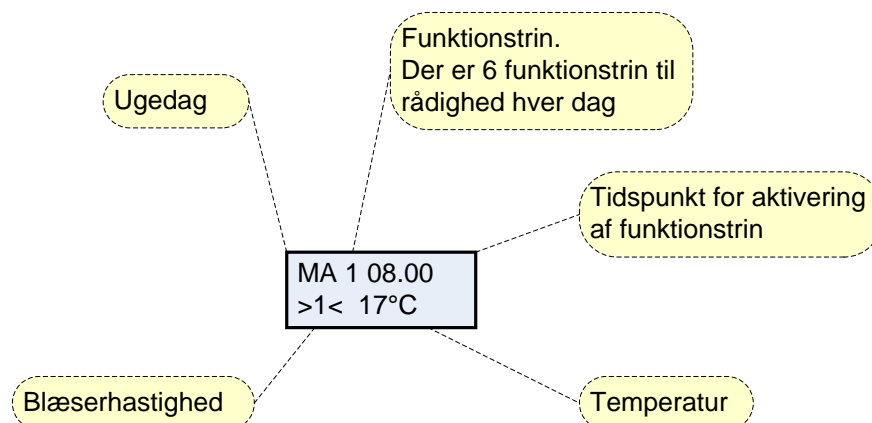 Funktionstrin.
Der er 6 funktionstrin til
rådighed hver dag
Ugedag
Tidspunkt for aktivering
af funktionstrin
MA 1 08.00
>1<  17°C
Blæserhastighed
Temperatur